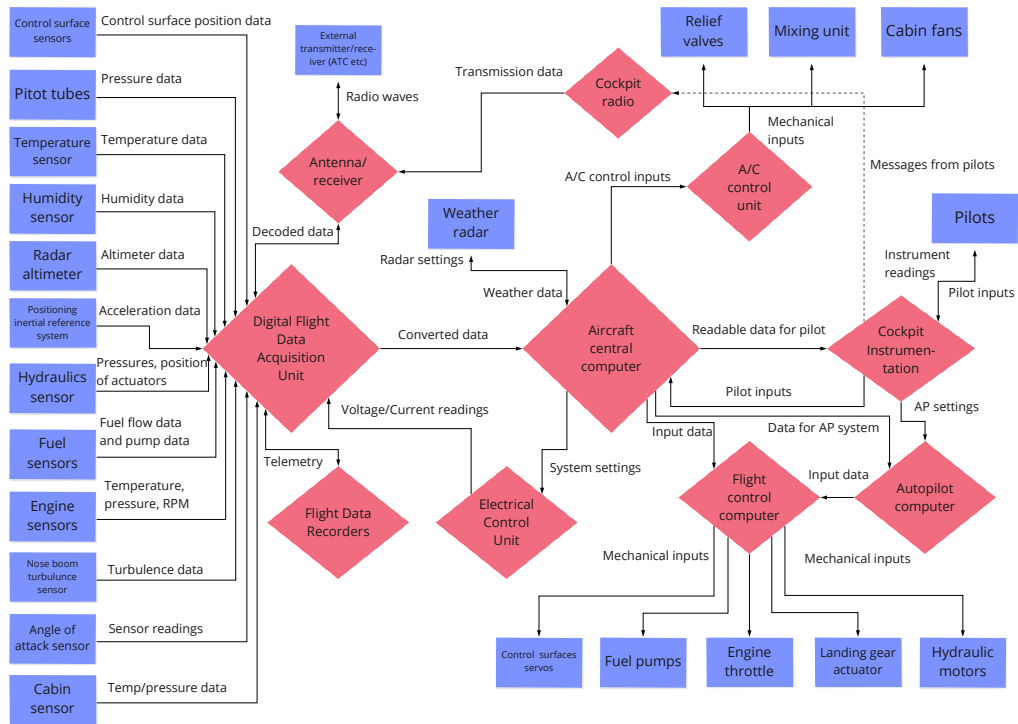 Control surface
sensors
Control surface position data
Pitot tubes
Pressure data
Temperature
sensor
Temperature data
Humidity
sensor
Humidity data
Radar
altimeter
Altimeter data
Positioning
inertial reference
system
Acceleration data
Hydraulics
sensor
Pressures, position
of actuators
Fuel
sensors
Fuel flow data
and pump data
Engine
sensors
Temperature,
pressure, RPM
Nose boom
turbulunce
sensor
Turbulence data
Angle of
attack sensor
Sensor readings
Cabin
sensor
Temp/pressure data
External
transmitter/rece-
iver (ATC etc)
Radio waves
Antenna/
receiver
Decoded data
Digital Flight
Data
Acquisition
Unit
Telemetry
Flight Data
Recorders
Voltage/Current readings
Converted data
Transmission data
Cockpit
radio
Weather
radar
Radar settings
Weather data
Aircraft
central
computer
System settings
Electrical
Control
Unit
A/C control inputs
A/C
control
unit
Mechanical
inputs
Relief
valves
Mixing unit
Cabin fans
Messages from pilots
Pilots
Instrument
readings
Pilot inputs
Readable data for pilot
Cockpit
Instrumen-
tation
Pilot inputs
AP settings
Input data
Data for AP system
Flight
control
computer
Input data
Autopilot
computer
Mechanical inputs
Mechanical inputs
Control surfaces
servos
Fuel pumps
Engine
throttle
Landing gear
actuator
Hydraulic
motors